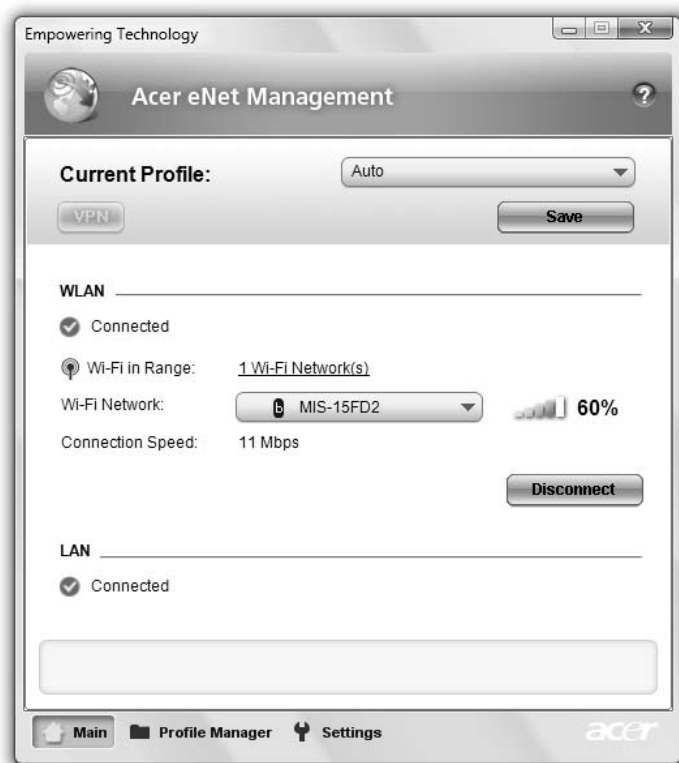 Empowering Technology
Acer eNet Management ?
Current Profile: Auto
VPN Save
WLAN
Connected
Wi-Fi in Range: 1 Wi-Fi Network(s)
Wi-Fi Network: b MIS-15FD2 60%
Connection Speed: 11 Mbps
Disconnect
LAN
Connected
Main Profile Manager Settings acer